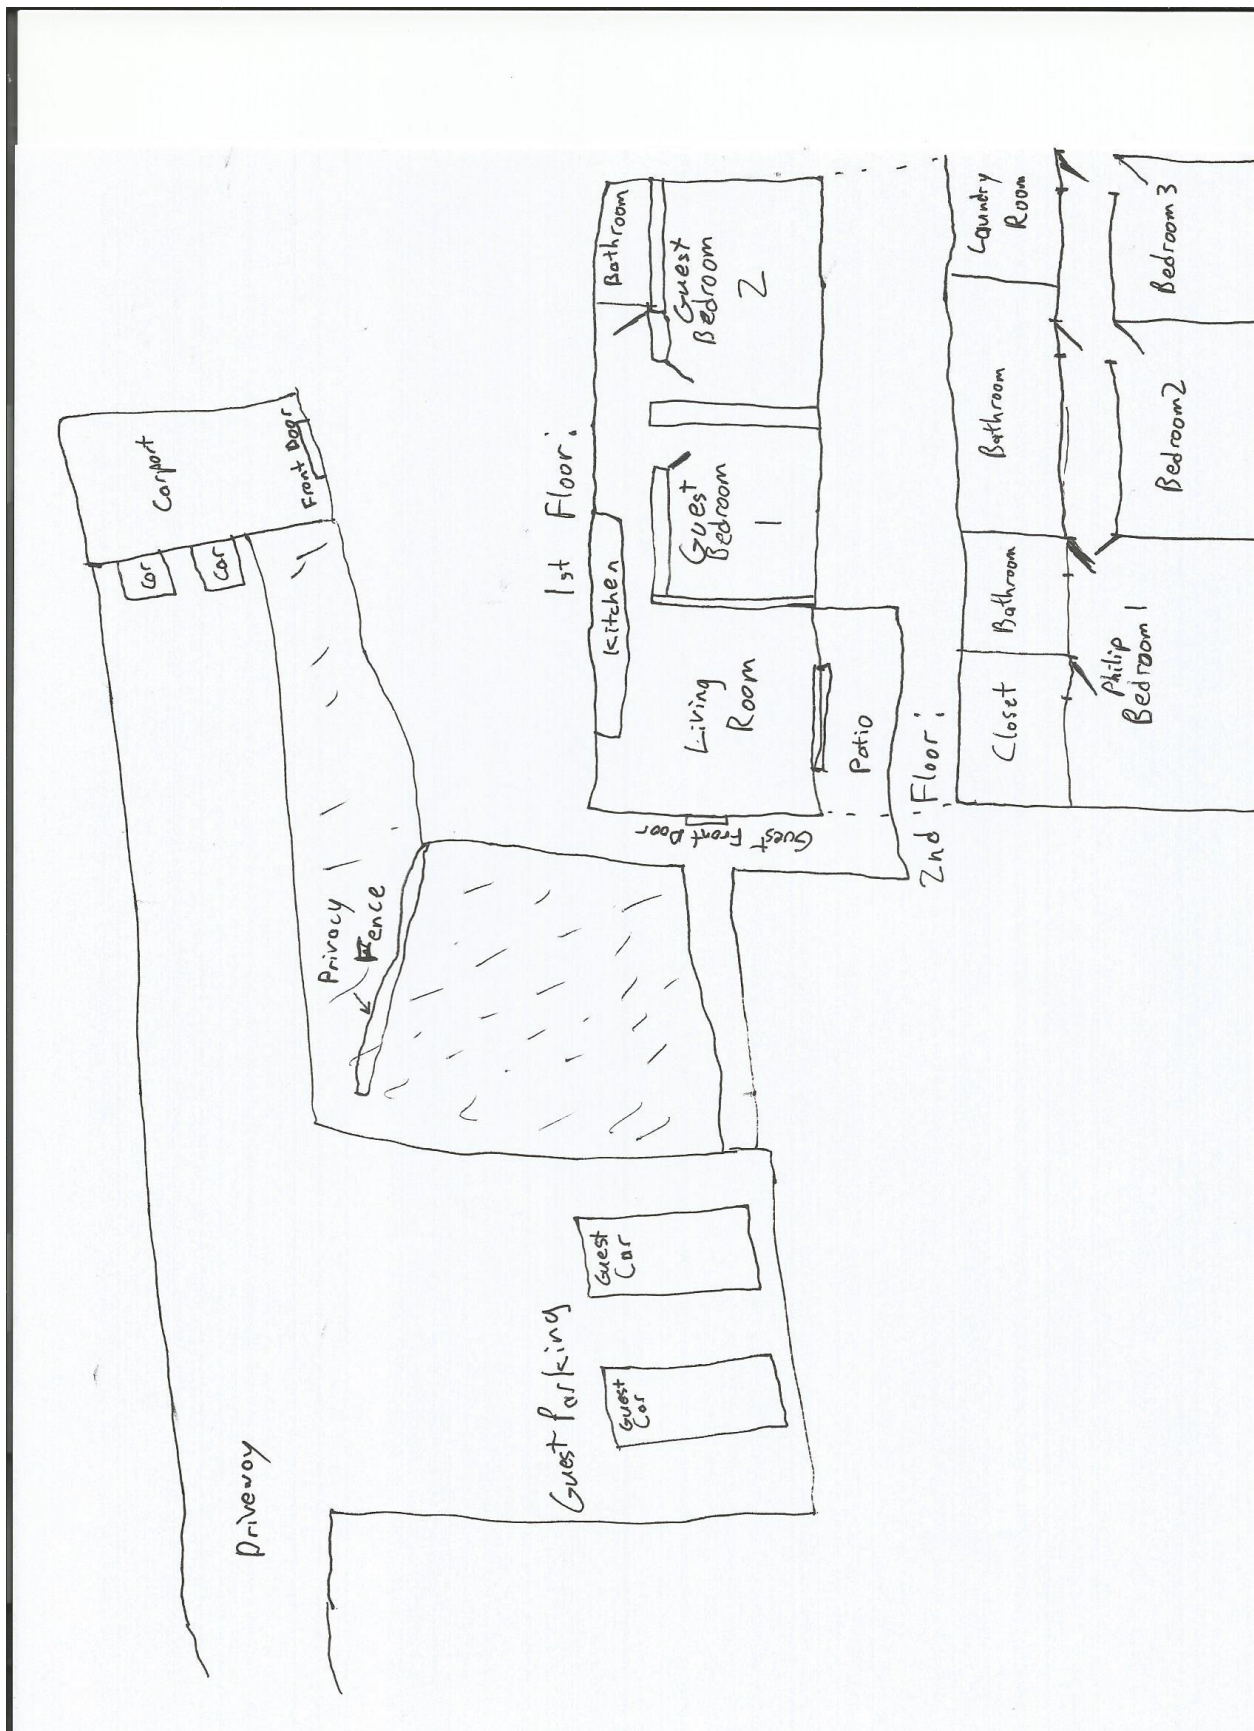 Carport
Front Door
Car
Car
Privacy
Fence
Driveway
Guest Parking
Guest
Car
Guest
Car
1st Floor:
Bathroom
Guest
Bedroom
2
Kitchen
Guest
Bedroom
1
Living
Room
Patio
Guest
Front Door
2nd Floor:
Laundry
Room
Bathroom
Bathroom
Closet
Bedroom 3
Bedroom 2
Philip
Bedroom 1